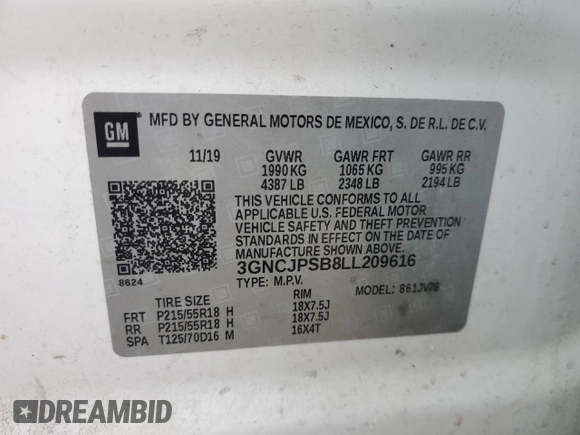 GM
MFD BY GENERAL MOTORS DE MEXICO, S. DE R.L. DE C.V.
11/19 GVWR GAWR FRT GAWR RR
1990 KG 1065 KG 995 KG
4387 LB 2348 LB 2194 LB
THIS VEHICLE CONFORMS TO ALL
APPLICABLE U.S. FEDERAL MOTOR
VEHICLE SAFETY AND THEFT
PREVENTION STANDARDS IN EFFECT ON
THE DATE OF MANUFACTURE SHOWN ABOVE.
8624
3GNCJPSB8LL209616
TYPE: M.P.V. MODEL: 861JV76
TIRE SIZE RIM
FRT P215/55R18 H 18X7.5J
RR P215/55R18 H 18X7.5J
SPA T125/70D16 M 16X4T
DREAMBID